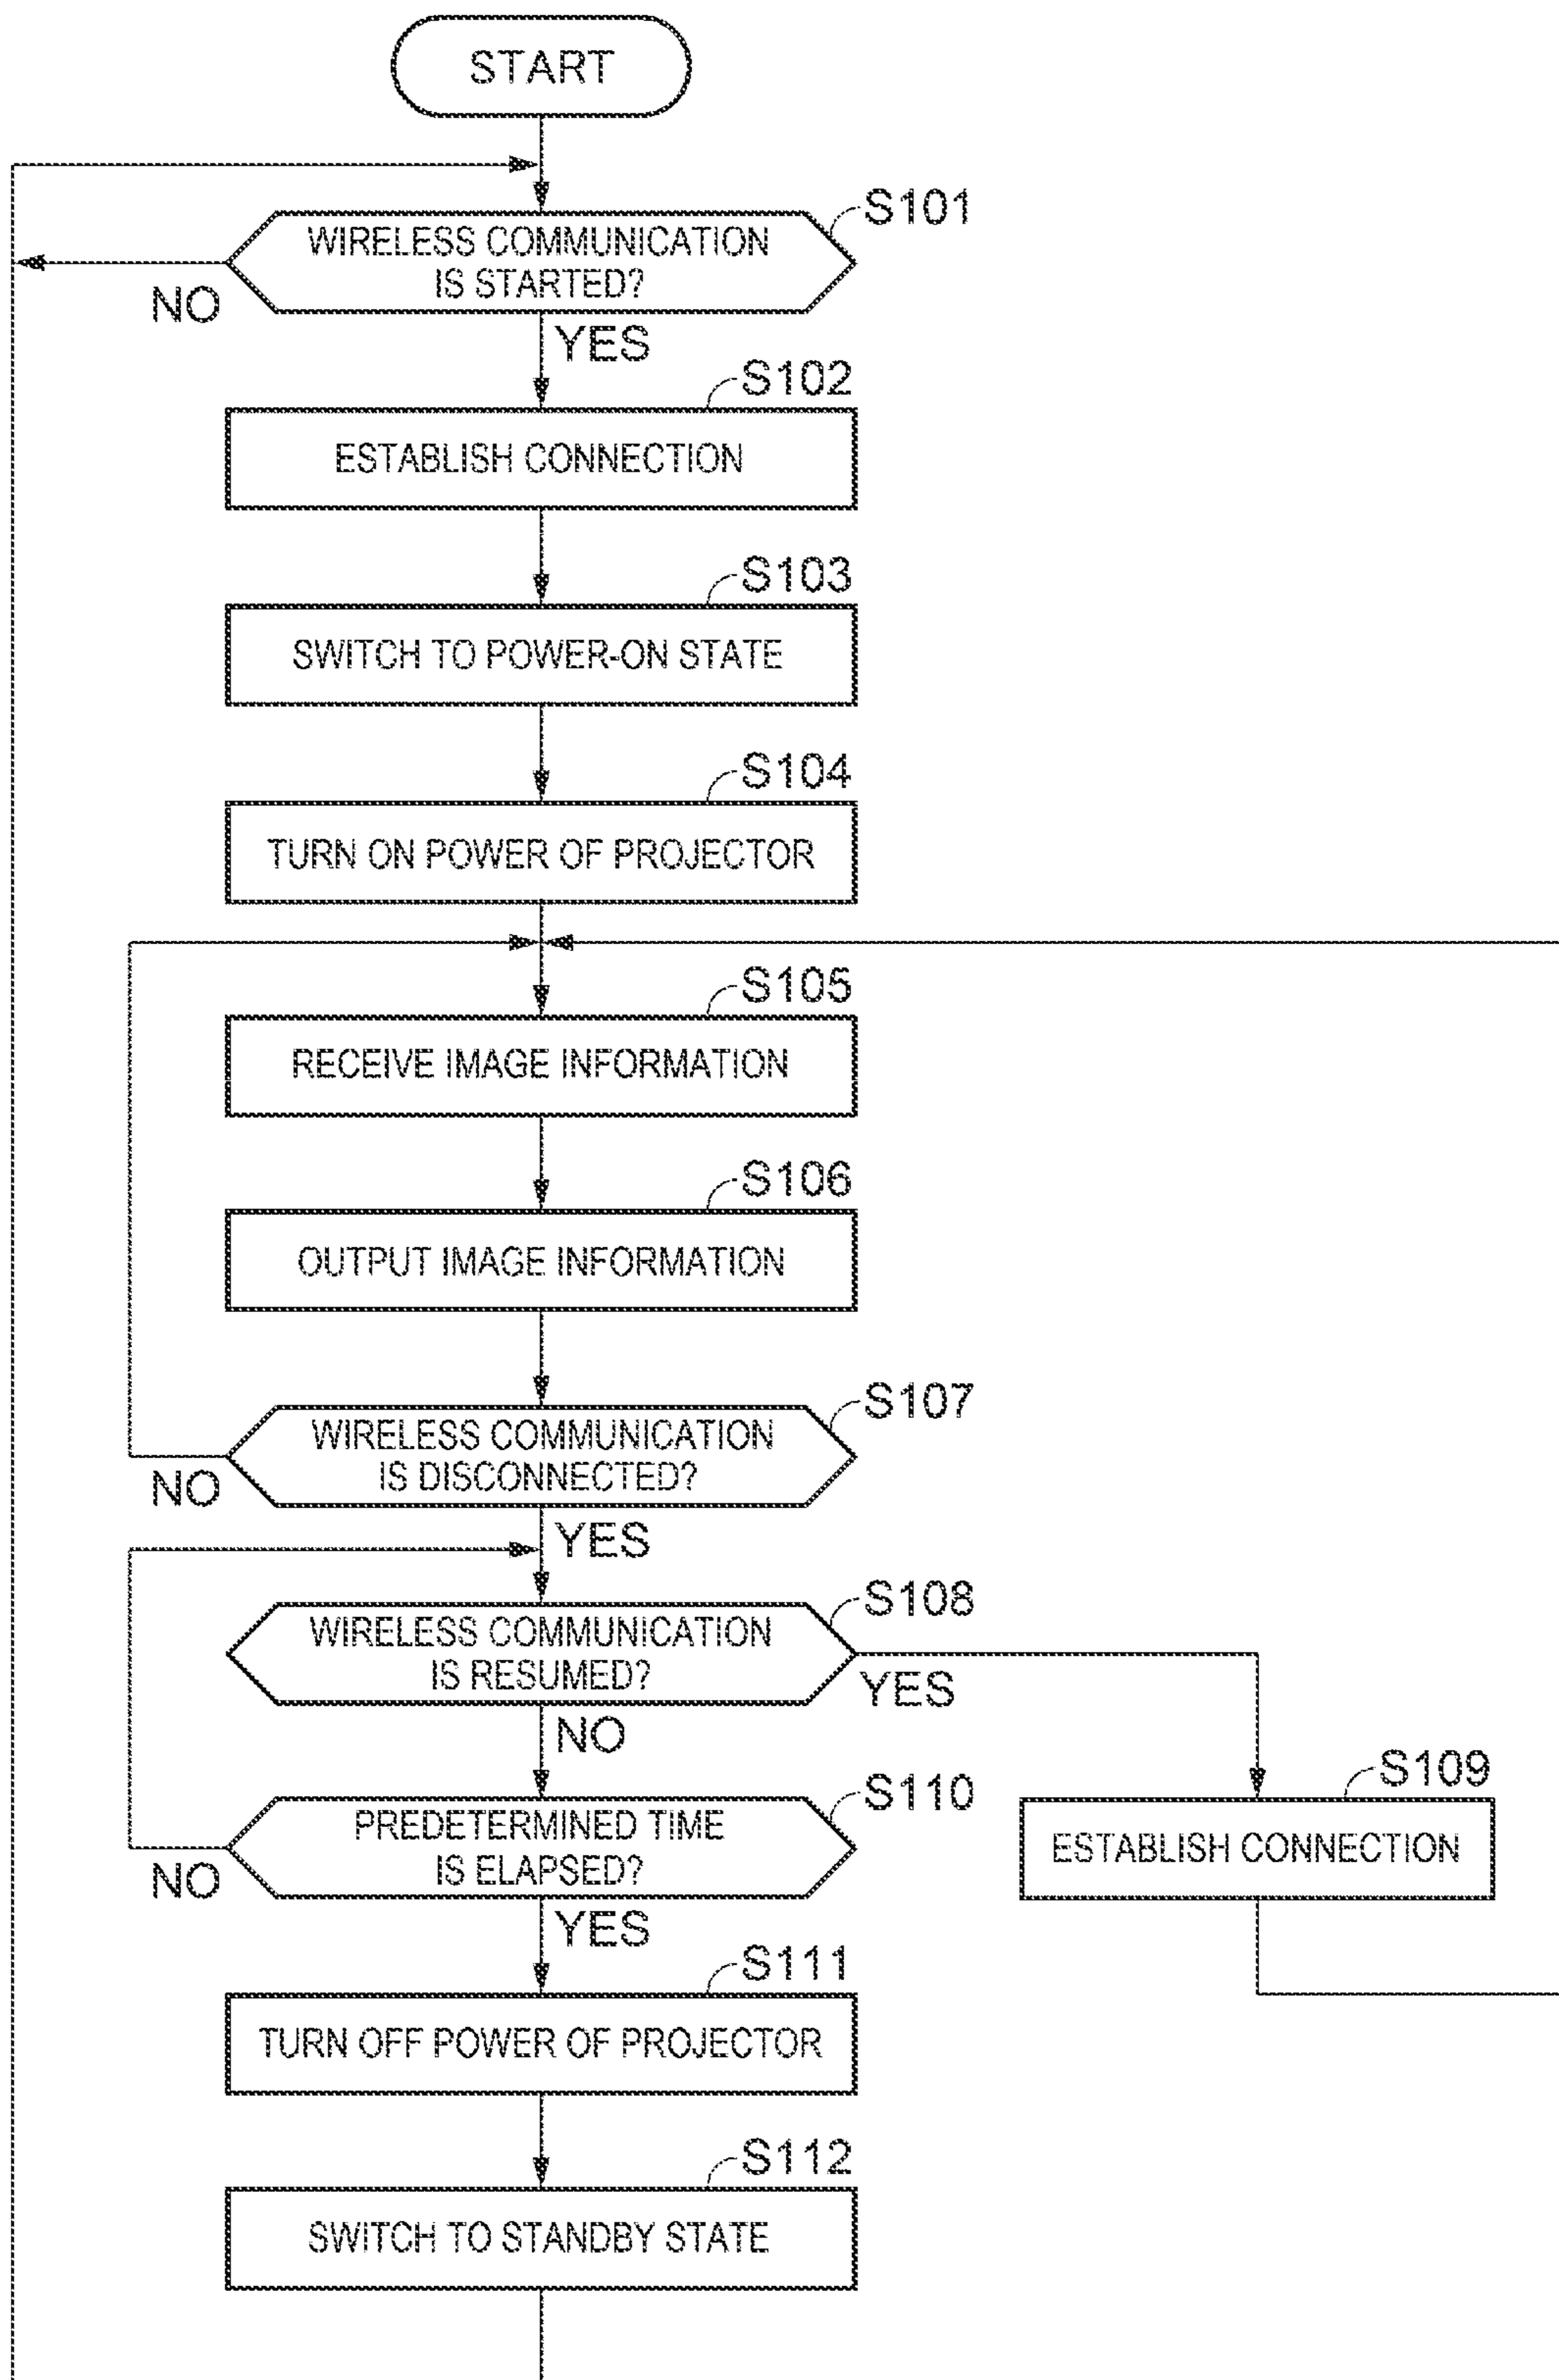 START
S101
WIRELESS COMMUNICATION
IS STARTED?
NO
YES
S102
ESTABLISH CONNECTION
S103
SWITCH TO POWER-ON STATE
S104
TURN ON POWER OF PROJECTOR
S105
RECEIVE IMAGE INFORMATION
S106
OUTPUT IMAGE INFORMATION
S107
WIRELESS COMMUNICATION
IS DISCONNECTED?
NO
YES
S108
WIRELESS COMMUNICATION
IS RESUMED?
YES
NO
S109
ESTABLISH CONNECTION
S110
PREDETERMINED TIME
IS ELAPSED?
NO
YES
S111
TURN OFF POWER OF PROJECTOR
S112
SWITCH TO STANDBY STATE